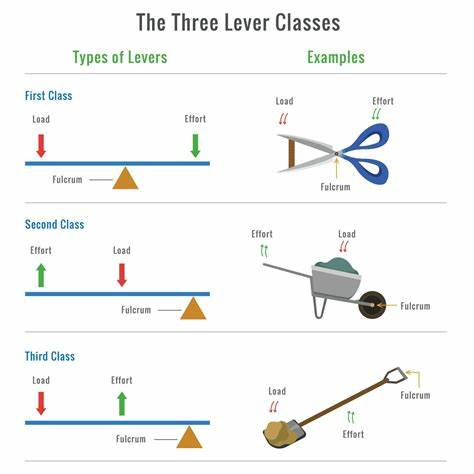 The Three Lever Classes
Types of Levers
Examples
First Class
Load
Effort
Fulcrum
Load
Effort
Fulcrum
Second Class
Effort
Load
Fulcrum
Effort
Load
Fulcrum
Third Class
Load
Effort
Fulcrum
Load
Effort
Fulcrum